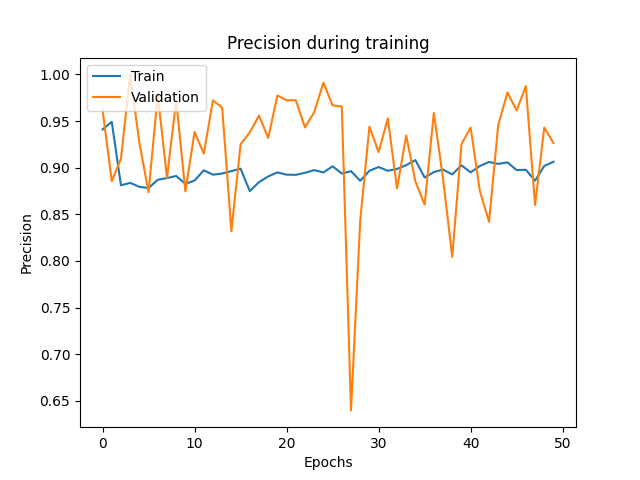 Precision during training
Train
Validation
1.00
0.95
0.90
0.85
0.80
0.75
0.70
0.65
Precision
0 10 20 30 40 50
Epochs